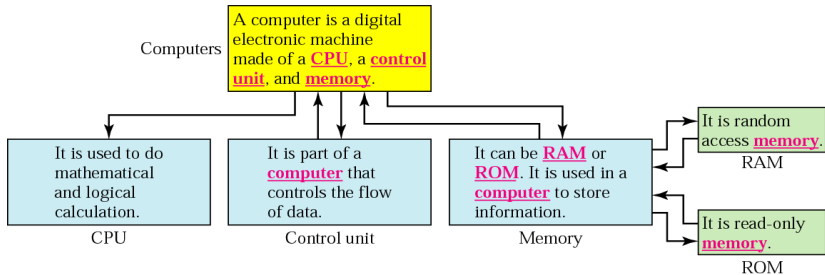 Computers
A computer is a digital
electronic machine
made of a CPU, a control
unit, and memory.
It is used to do
mathematical
and logical
calculation.
CPU
It is part of a
computer that
controls the flow
of data.
Control unit
It can be RAM or
ROM. It is used in a
computer to store
information.
Memory
It is random
access memory.
RAM
It is read-only
memory.
ROM